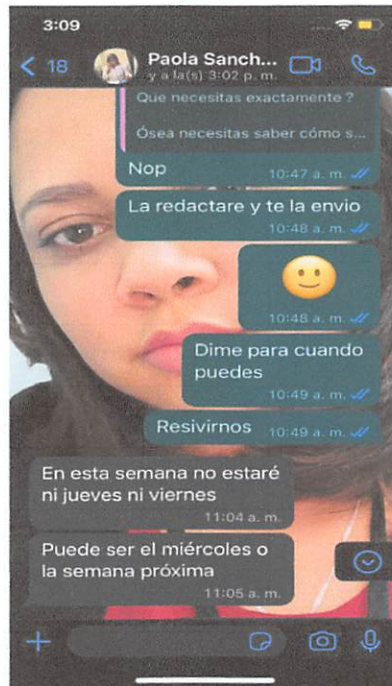 3:09
18
Paola Sanch...
y a la(s) 3:02 p. m.
Que necesitas exactamente ?
Ósea necesitas saber cómo s...
Nop
10:47 a. m.
La redactare y te la envio
10:48 a. m.
10:48 a. m.
Dime para cuando
puedes
10:49 a. m.
Resivirnos
10:49 a. m.
En esta semana no estaré
ni jueves ni viernes
11:04 a. m.
Puede ser el miércoles o
la semana próxima
11:05 a. m.